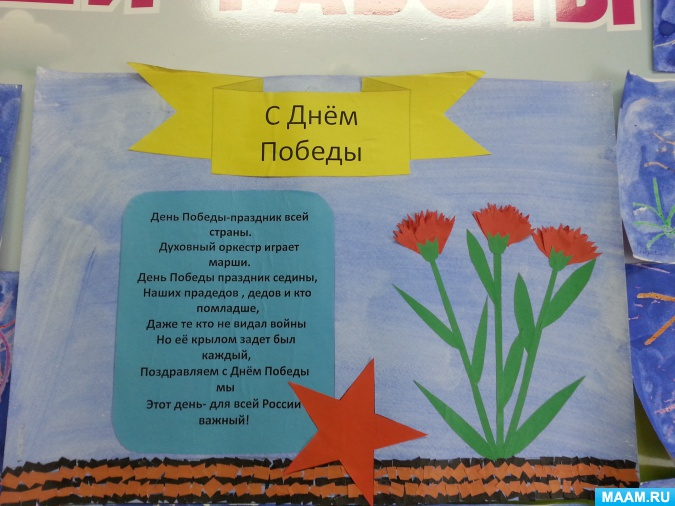 РАБОТЫ
С Днём
Победы
День Победы-праздник всей
страны.
Духовный оркестр играет
марши.
День Победы праздник седины,
Наших прадедов , дедов и кто
помладше,
Даже те кто не видал войны
Но её крылом задет был
каждый,
Поздравляем с Днём Победы
мы
Этот день- для всей России
важный!
MAAM.RU